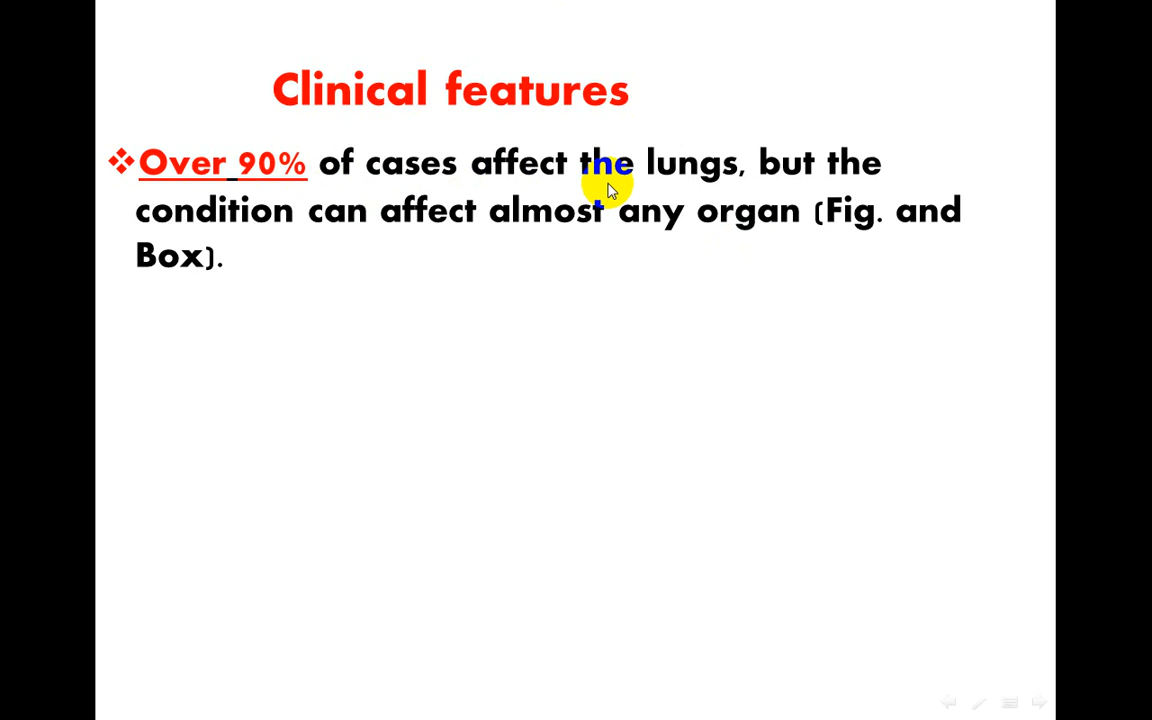 Clinical features
Over 90% of cases affect the lungs, but the
condition can affect almost any organ (Fig. and
Box).